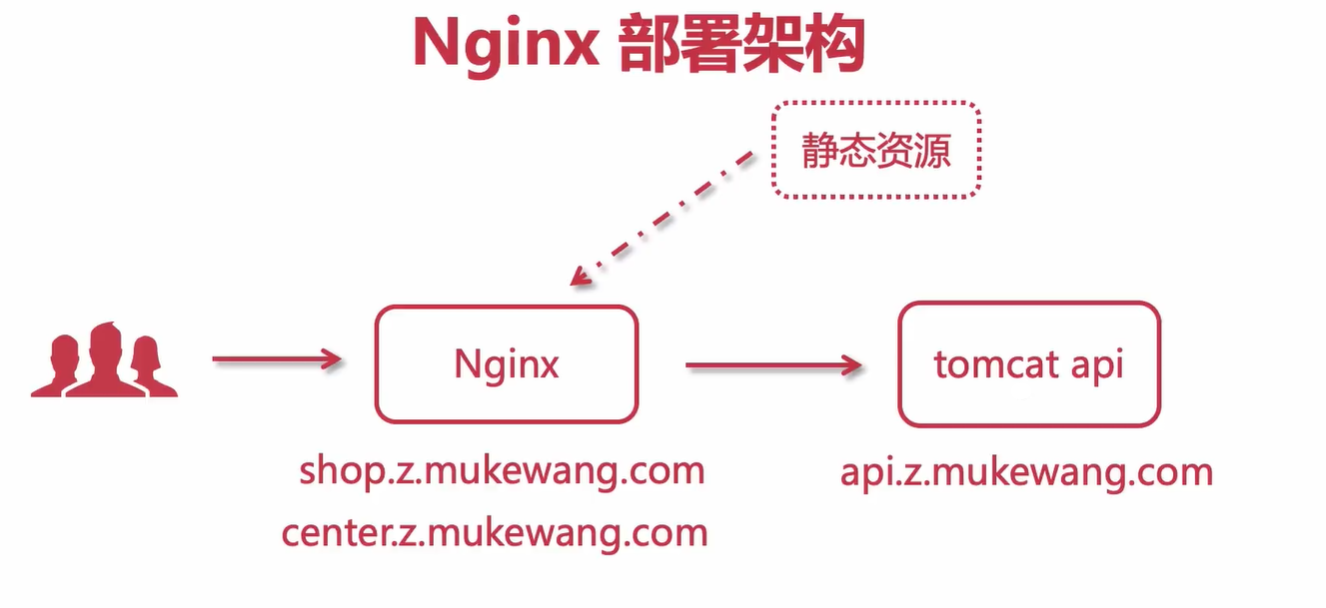 Nginx 部署架构
静态资源
Nginx
tomcat api
shop.z.mukewang.com
api.z.mukewang.com
center.z.mukewang.com